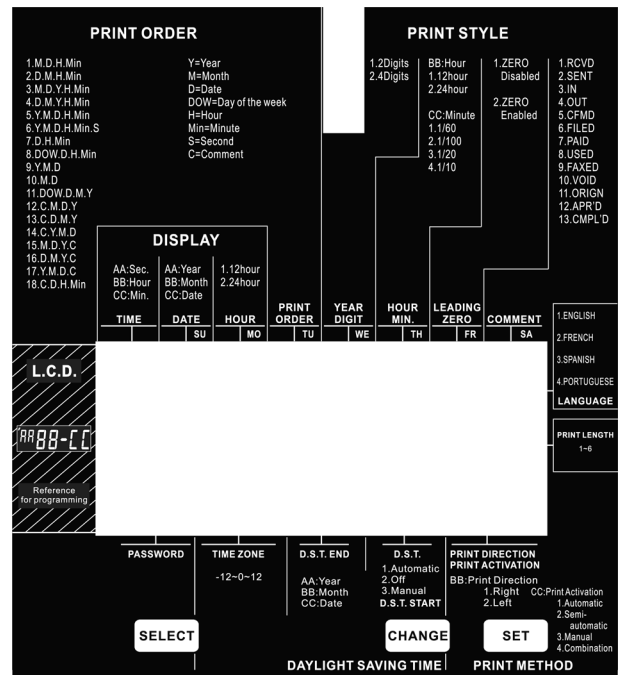 PRINT ORDER
1.M.D.H.Min
2.D.M.H.Min
3.M.D.Y.H.Min
4.D.M.Y.H.Min
5.Y.M.D.H.Min
6.Y.M.D.H.Min.S
7.D.H.Min
8.DOW.D.H.Min
9.Y.M.D
10.M.D
11.DOW.D.M.Y
12.C.M.D.Y
13.C.D.M.Y
14.C.Y.M.D
15.M.D.Y.C
16.D.M.Y.C
17.Y.M.D.C
18.C.D.H.Min
Y=Year
M=Month
D=Date
DOW=Day of the week
H=Hour
Min=Minute
S=Second
C=Comment
PRINT STYLE
1.2Digits
2.4Digits
BB:Hour
1.12hour
2.24hour
CC:Minute
1.1/60
2.1/100
3.1/20
4.1/10
1.ZERO
Disabled
2.ZERO
Enabled
1.RCVD
2.SENT
3.IN
4.OUT
5.CFMD
6.FILED
7.PAID
8.USED
9.FAXED
10.VOID
11.ORIGN
12.APR'D
13.CMPL'D
DISPLAY
AA:Sec.
BB:Hour
CC:Min.
AA:Year
BB:Month
CC:Date
1.12hour
2.24hour
TIME
DATE
HOUR
PRINT
ORDER
YEAR
DIGIT
HOUR
MIN.
LEADING
ZERO
COMMENT
SU
MO
TU
WE
TH
FR
SA
1.ENGLISH
2.FRENCH
3.SPANISH
4.PORTUGUESE
LANGUAGE
PRINT LENGTH
1~6
L.C.D.
AA88-CC
Reference
for programming
PASSWORD
TIME ZONE
-12~0~12
D.S.T. END
AA:Year
BB:Month
CC:Date
D.S.T.
1.Automatic
2.Off
3.Manual
D.S.T. START
PRINT DIRECTION
PRINT ACTIVATION
BB:Print Direction
1.Right
2.Left
CC:Print Activation
1.Automatic
2.Semi-
automatic
3.Manual
4.Combination
SELECT
CHANGE
SET
DAYLIGHT SAVING TIME
PRINT METHOD